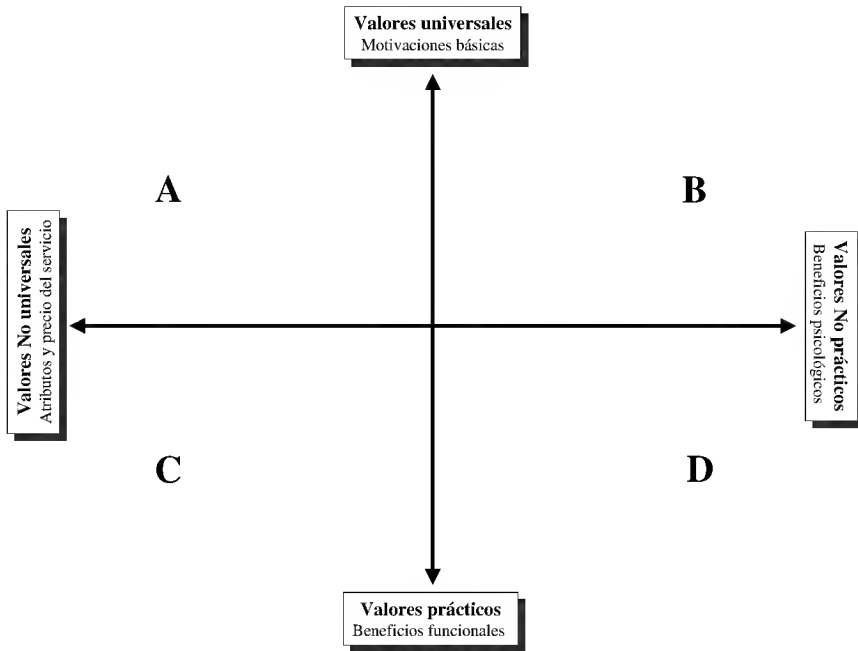 Valores universales
Motivaciones básicas
A
B
Valores No universales
Atributos y precio del servicio
Valores No prácticos
Beneficios psicológicos
C
D
Valores prácticos
Beneficios funcionales